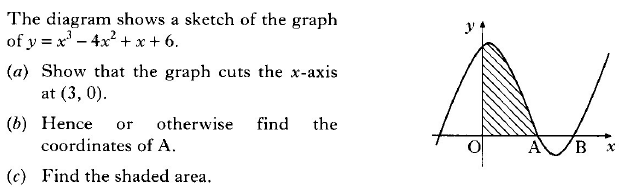 The diagram shows a sketch of the graph
of y = x³ – 4x² + x + 6.
(a) Show that the graph cuts the x-axis
at (3, 0).
(b) Hence or otherwise find the
coordinates of A.
(c) Find the shaded area.
y
O A B x